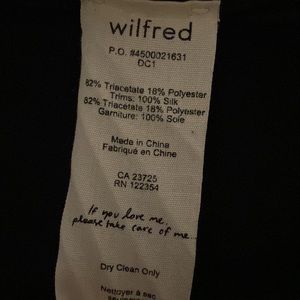 wilfred
P.O. #4500021631
DC1
82% Triacetate 18% Polyester
Trims: 100% Silk
82% Triacetate 18% Polyester
Garniture: 100% Soie
Made in China
Fabriqué en Chine
CA 23725
RN 122354
If you love me,
please take care of me
Dry Clean Only
Nettoyer à sec